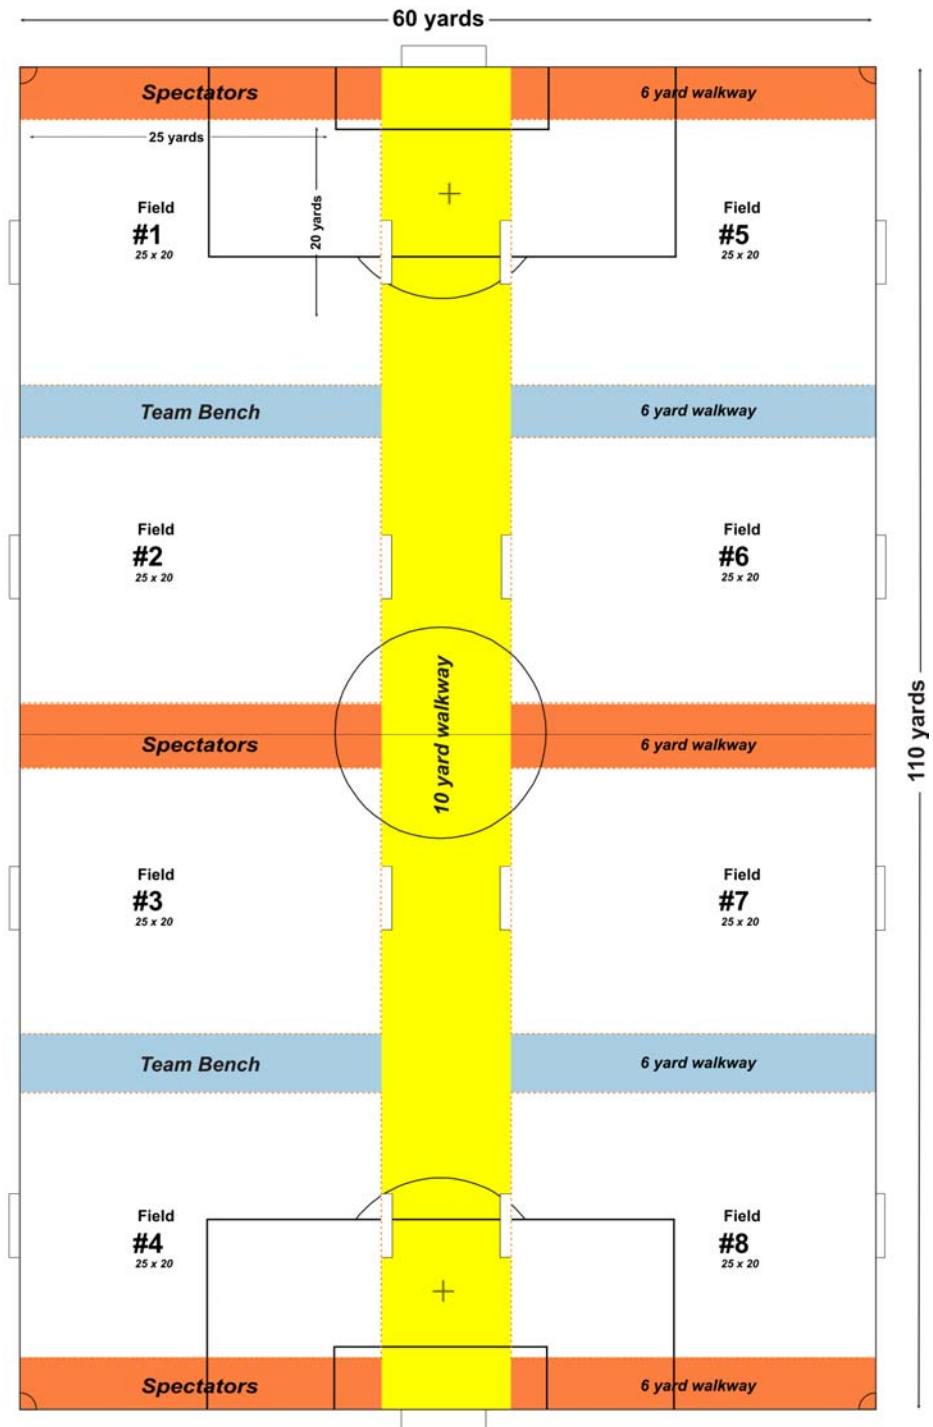 60 yards
Spectators
6 yard walkway
25 yards
20 yards
Field
#1
25 x 20
Field
#5
25 x 20
Team Bench
6 yard walkway
Field
#2
25 x 20
Field
#6
25 x 20
10 yard walkway
110 yards
Spectators
6 yard walkway
Field
#3
25 x 20
Field
#7
25 x 20
Team Bench
6 yard walkway
Field
#4
25 x 20
Field
#8
25 x 20
Spectators
6 yard walkway